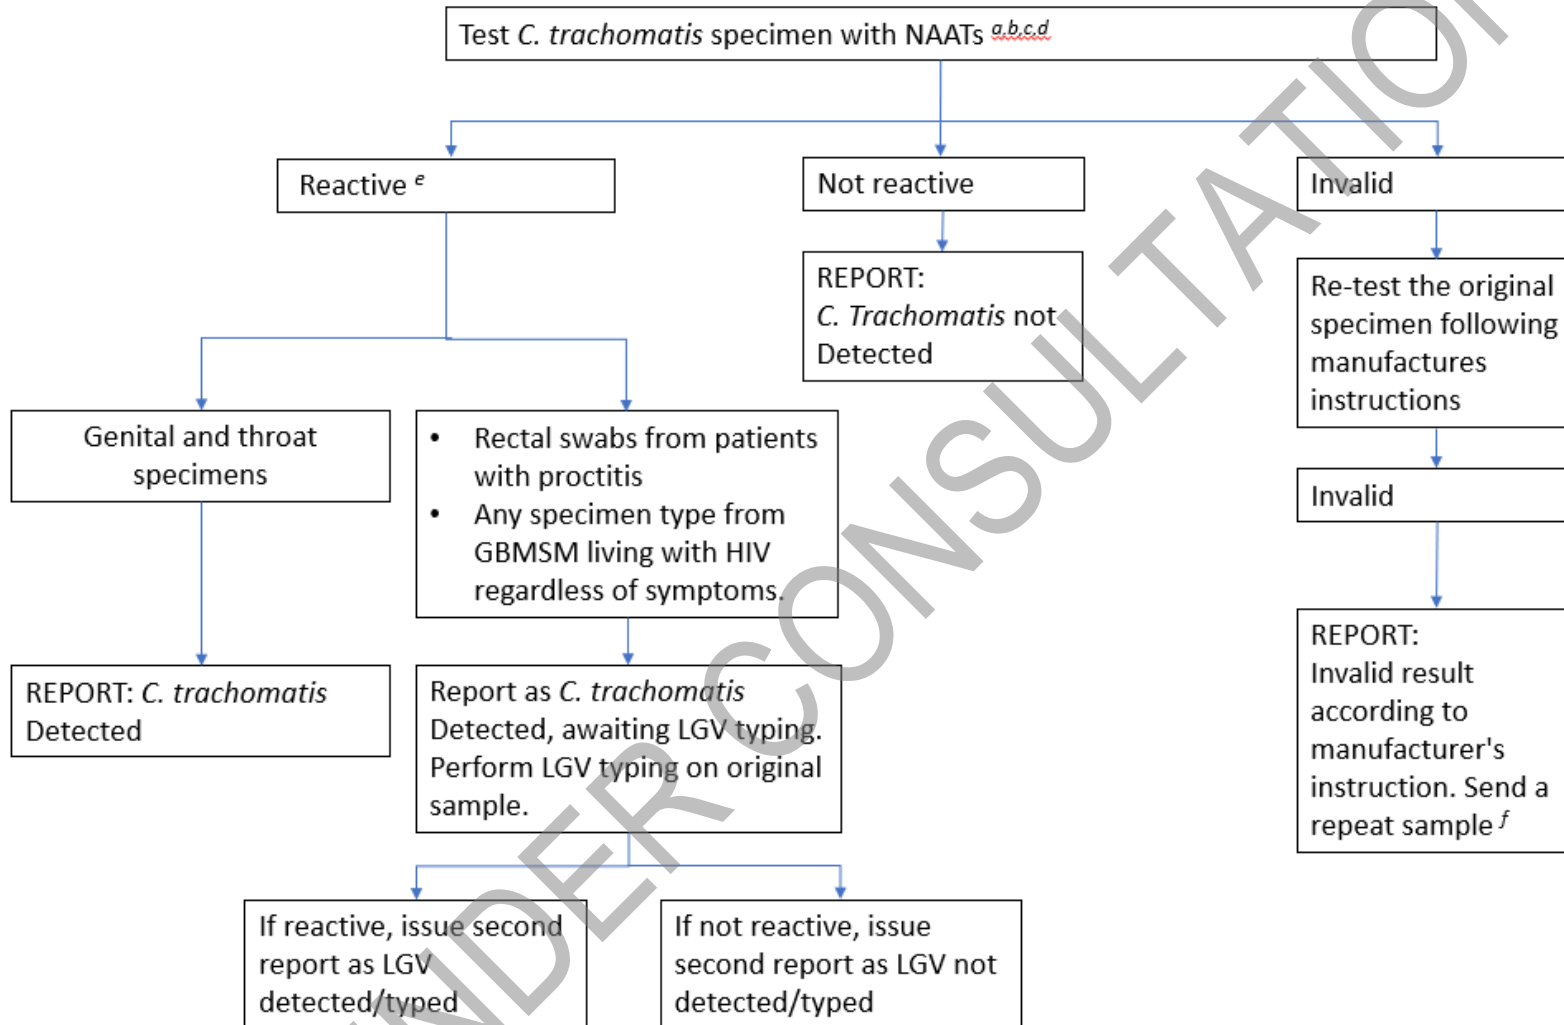 Test C. trachomatis specimen with NAATs a,b,c,d
Reactive e
Not reactive
Invalid
REPORT:
C. Trachomatis not
Detected
Re-test the original
specimen following
manufactures
instructions
Genital and throat
specimens
• Rectal swabs from patients
with proctitis
• Any specimen type from
GBMSM living with HIV
regardless of symptoms.
Invalid
REPORT: C. trachomatis
Detected
Report as C. trachomatis
Detected, awaiting LGV typing.
Perform LGV typing on original
sample.
REPORT:
Invalid result
according to
manufacturer's
instruction. Send a
repeat sample f
If reactive, issue second
report as LGV
detected/typed
If not reactive, issue
second report as LGV not
detected/typed
UNDER CONSULTATION